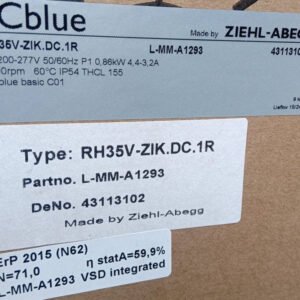 Cblue Made by ZIEHL-ABEGG
35V-ZIK.DC.1R L-MM-A1293
200-277V 50/60Hz P1 0,86kW 4,4-3,2A 4311310
0rpm 60°C IP54 THCL 155
blue basic C01
Type: RH35V-ZIK.DC.1R
Partno. L-MM-A1293
DeNo. 43113102
Made by Ziehl-Abegg
ErP 2015 (N62)
N=71,0 η statA=59,9%
L-MM-A1293 VSD integrated